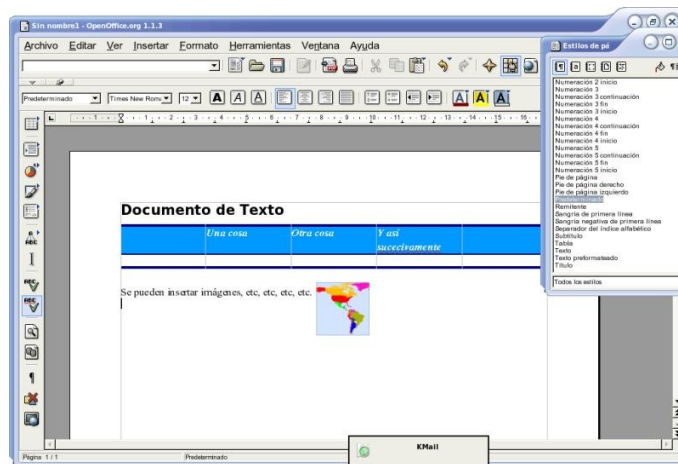 Sin nombre1 - OpenOffice.org 1.1.3
Archivo Editar Ver Insertar Formato Herramientas Ventana Ayuda
Predeterminado Times New Roma 12
Documento de Texto
Una cosa Otra cosa Y así
sucecivamente
Se pueden insertar imágenes, etc, etc, etc, etc.
Página 1 / 1 Predeterminado
KMail
Estilos de pá
Numeración 2 inicio
Numeración 3
Numeración 3 continuación
Numeración 3 fin
Numeración 3 inicio
Numeración 4
Numeración 4 continuación
Numeración 4 fin
Numeración 4 inicio
Numeración 5
Numeración 5 continuación
Numeración 5 fin
Numeración 5 inicio
Pie de página
Pie de página derecho
Pie de página izquierdo
Predeterminado
Remitente
Sangría de primera línea
Sangría negativa de primera línea
Separador del índice alfabético
Subtítulo
Tabla
Texto
Texto preformateado
Título
Todos los estilos